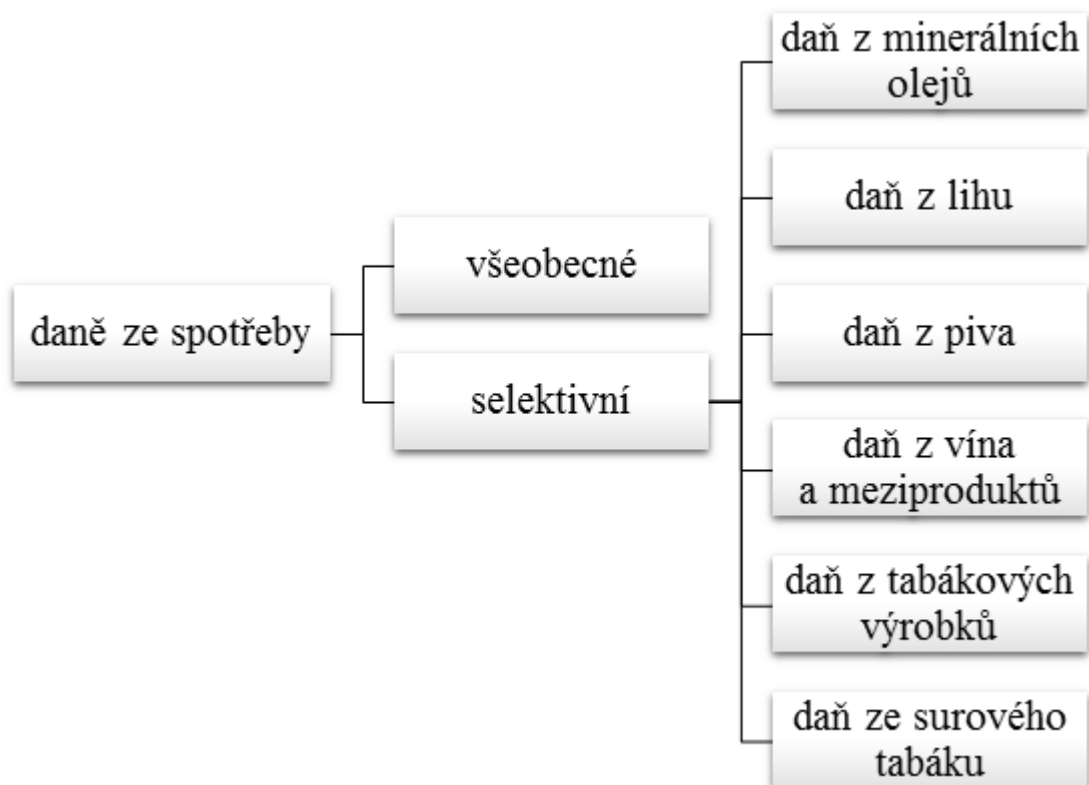 daně ze spotřeby
všeobecné
selektivní
daň z minerálních
olejů
daň z lihu
daň z piva
daň z vína
a meziproduktů
daň z tabákových
výrobků
daň ze surového
tabáku